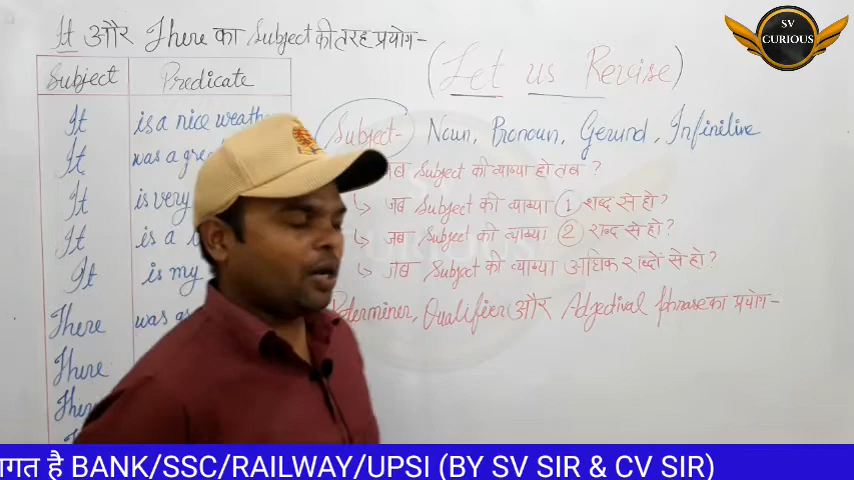 It और There का Subject की तरह प्रयोग-
Subject Predicate
It is a nice weath
It was a grea
It is very
It is a
It is my
There was a
There
Ther
(Let us Revise)
Subject- Noun, Pronoun, Gerund, Infinitive
जब Subject की व्याख्या हो तब ?
↳ जब Subject की व्याख्या 1 शब्द से हो ?
↳ जब Subject की व्याख्या 2 शब्द से हो ?
↳ जब Subject की व्याख्या अधिक शब्दों से हो ?
Determiner, Qualifier और Adjectival phrase का प्रयोग-
SV
CURIOUS
गत है BANK/SSC/RAILWAY/UPSI (BY SV SIR & CV SIR)